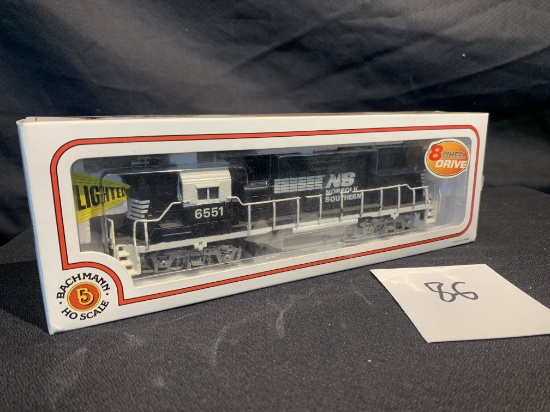 8 WHEEL
DRIVE
LIGHTED
NS
NORFOLK
SOUTHERN
6551
BACHMANN
B
HO SCALE
86